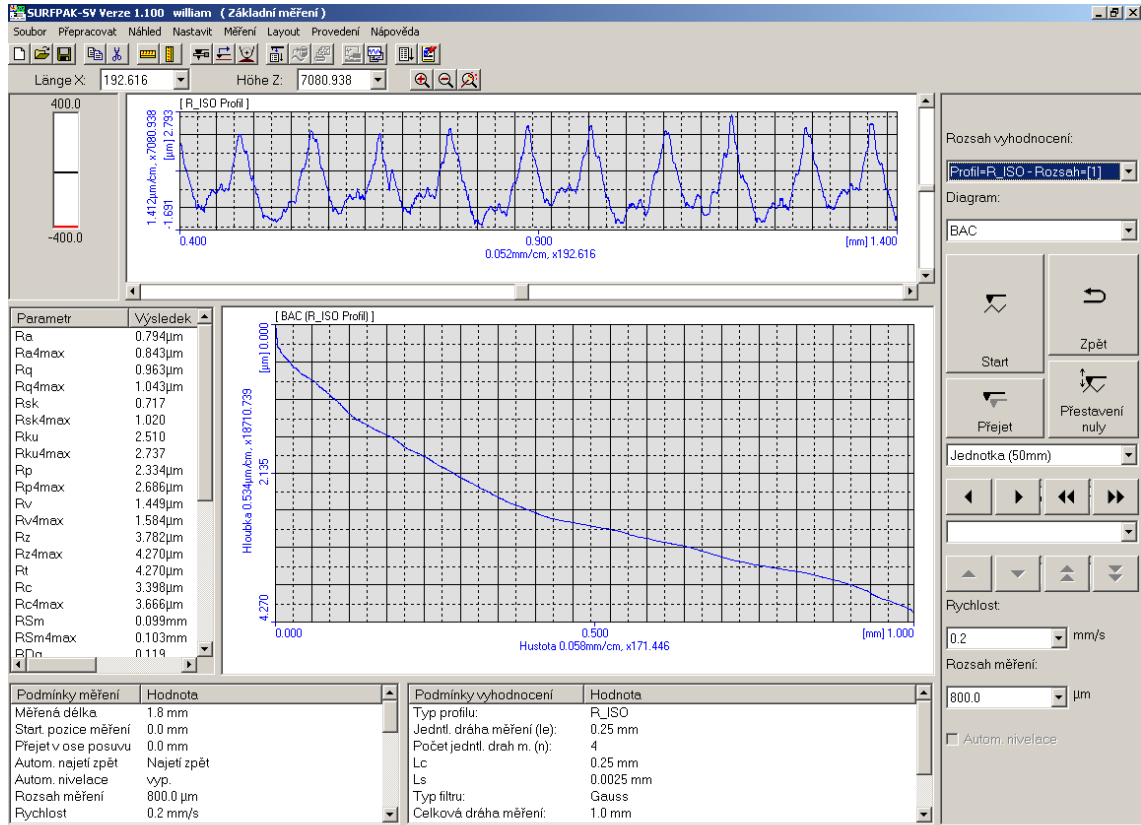 SURFPAK-SV Verze 1.100 william ( Základní měření )
Soubor Přepracovat Náhled Nastavit Měření Layout Provedení Nápověda
Länge X: 192.616 Höhe Z: 7080.938
400.0
-400.0
[ R_ISO Profil ]
1.412µm/cm, x7080.938
-1.691 [µm] 2.793
0.400 0.900 [mm] 1.400
0.052mm/cm, x192.616
Parametr Výsledek
Ra 0.794µm
Ra4max 0.843µm
Rq 0.963µm
Rq4max 1.043µm
Rsk 0.717
Rsk4max 1.020
Rku 2.510
Rku4max 2.737
Rp 2.334µm
Rp4max 2.686µm
Rv 1.449µm
Rv4max 1.584µm
Rz 3.782µm
Rz4max 4.270µm
Rt 4.270µm
Rc 3.398µm
Rc4max 3.666µm
RSm 0.099mm
RSm4max 0.103mm
RDq 0.119
[ BAC (R_ISO Profil) ]
Hloubka 0.534µm/cm, x18710.739
4.270 2.135 [µm] 0.000
0.000 0.500 [mm] 1.000
Hustota 0.058mm/cm, x171.446
Rozsah vyhodnocení:
Profil=R_ISO - Rozsah=[1]
Diagram:
BAC
Start
Zpět
Přejet
Přestavení
nuly
Jednotka (50mm)
Rychlost:
0.2 mm/s
Rozsah měření:
800.0 µm
Autom. nivelace
Podmínky měření Hodnota
Měřená délka 1.8 mm
Start. pozice měření 0.0 mm
Přejet v ose posuvu 0.0 mm
Autom. najetí zpět Najetí zpět
Autom. nivelace vyp.
Rozsah měření 800.0 µm
Rychlost 0.2 mm/s
Podmínky vyhodnocení Hodnota
Typ profilu: R_ISO
Jedntl. dráha měření (le): 0.25 mm
Počet jedntl. drah m. (n): 4
Lc 0.25 mm
Ls 0.0025 mm
Typ filtru: Gauss
Celková dráha měření: 1.0 mm